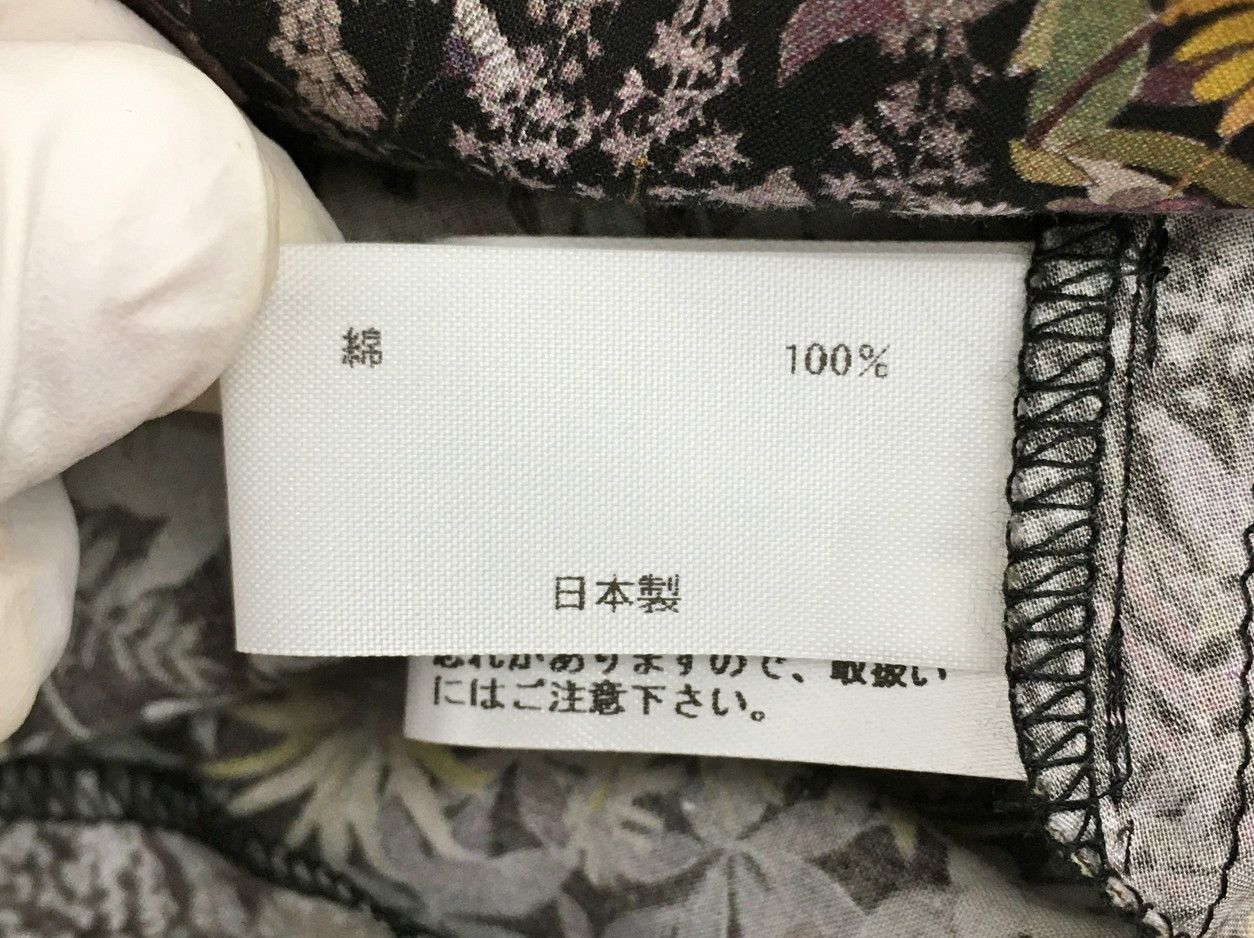 綿 100%
日本製
恐れがありますので、取扱い
にはご注意下さい。